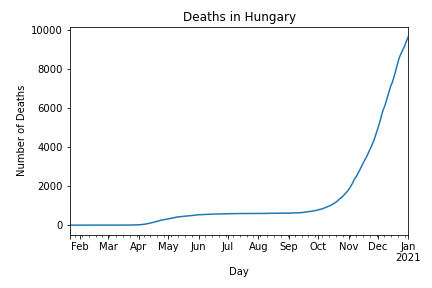 Deaths in Hungary
10000
8000
6000
4000
2000
0
Number of Deaths
Feb Mar Apr May Jun Jul Aug Sep Oct Nov Dec Jan
2021
Day